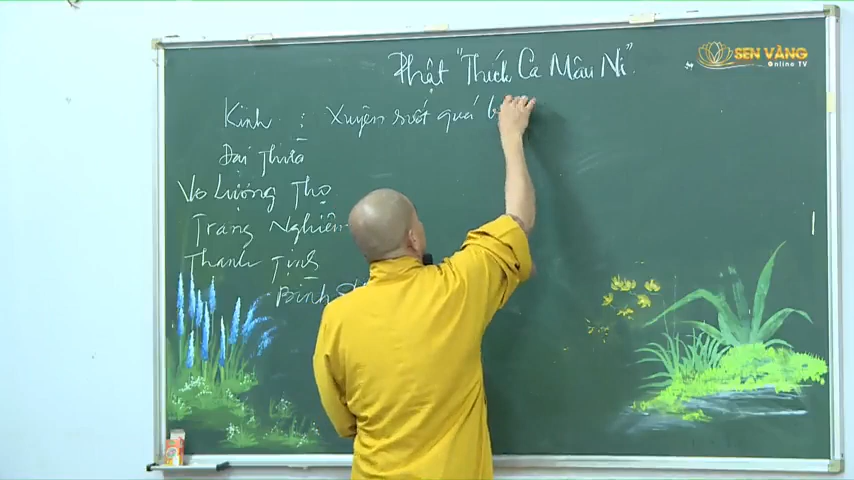 Phật "Thích Ca Mâu Ni"
SEN VÀNG
Online TV
Kinh : Xuyên suốt quá
Đại Thừa
Vô Lượng Thọ
Trang Nghiêm
Thanh Tịnh
Bình